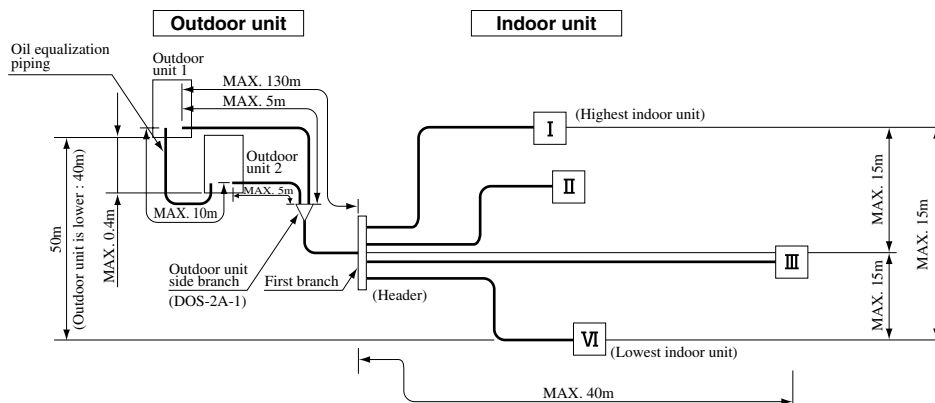 Outdoor unit
Indoor unit
Oil equalization
piping
Outdoor
unit 1
MAX. 130m
MAX. 5m
(Highest indoor unit)
I
Outdoor
unit 2
MAX. 5m
II
MAX. 10m
50m
(Outdoor unit is lower : 40m)
MAX. 0.4m
MAX. 15m
MAX. 15m
MAX. 15m
III
Outdoor unit
side branch
(DOS-2A-1)
First branch
(Header)
VI
(Lowest indoor unit)
MAX. 40m